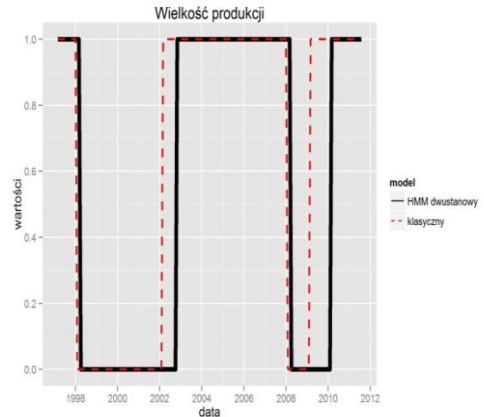 Wielkość produkcji
wartości
1.0
0.8
0.6
0.4
0.2
0.0
1998 2000 2002 2004 2006 2008 2010 2012
data
model
HMM dwustanowy
klasyczny